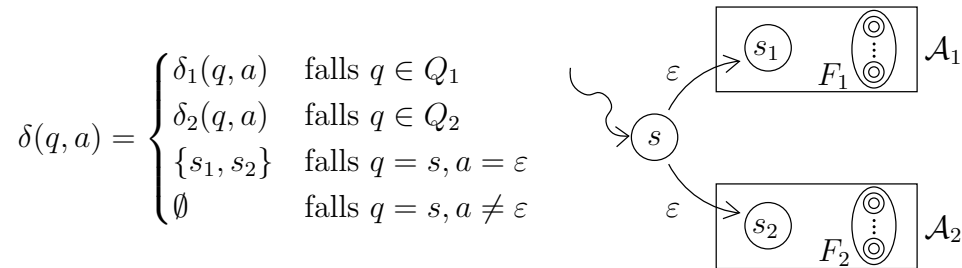 δ₁(q, a) falls q ∈ Q₁
δ₂(q, a) falls q ∈ Q₂
δ(q, a) =
{s₁, s₂} falls q = s, a = ε
∅ falls q = s, a ≠ ε
s₁
F₁
𝒜₁
ε
s
ε
s₂
F₂
𝒜₂